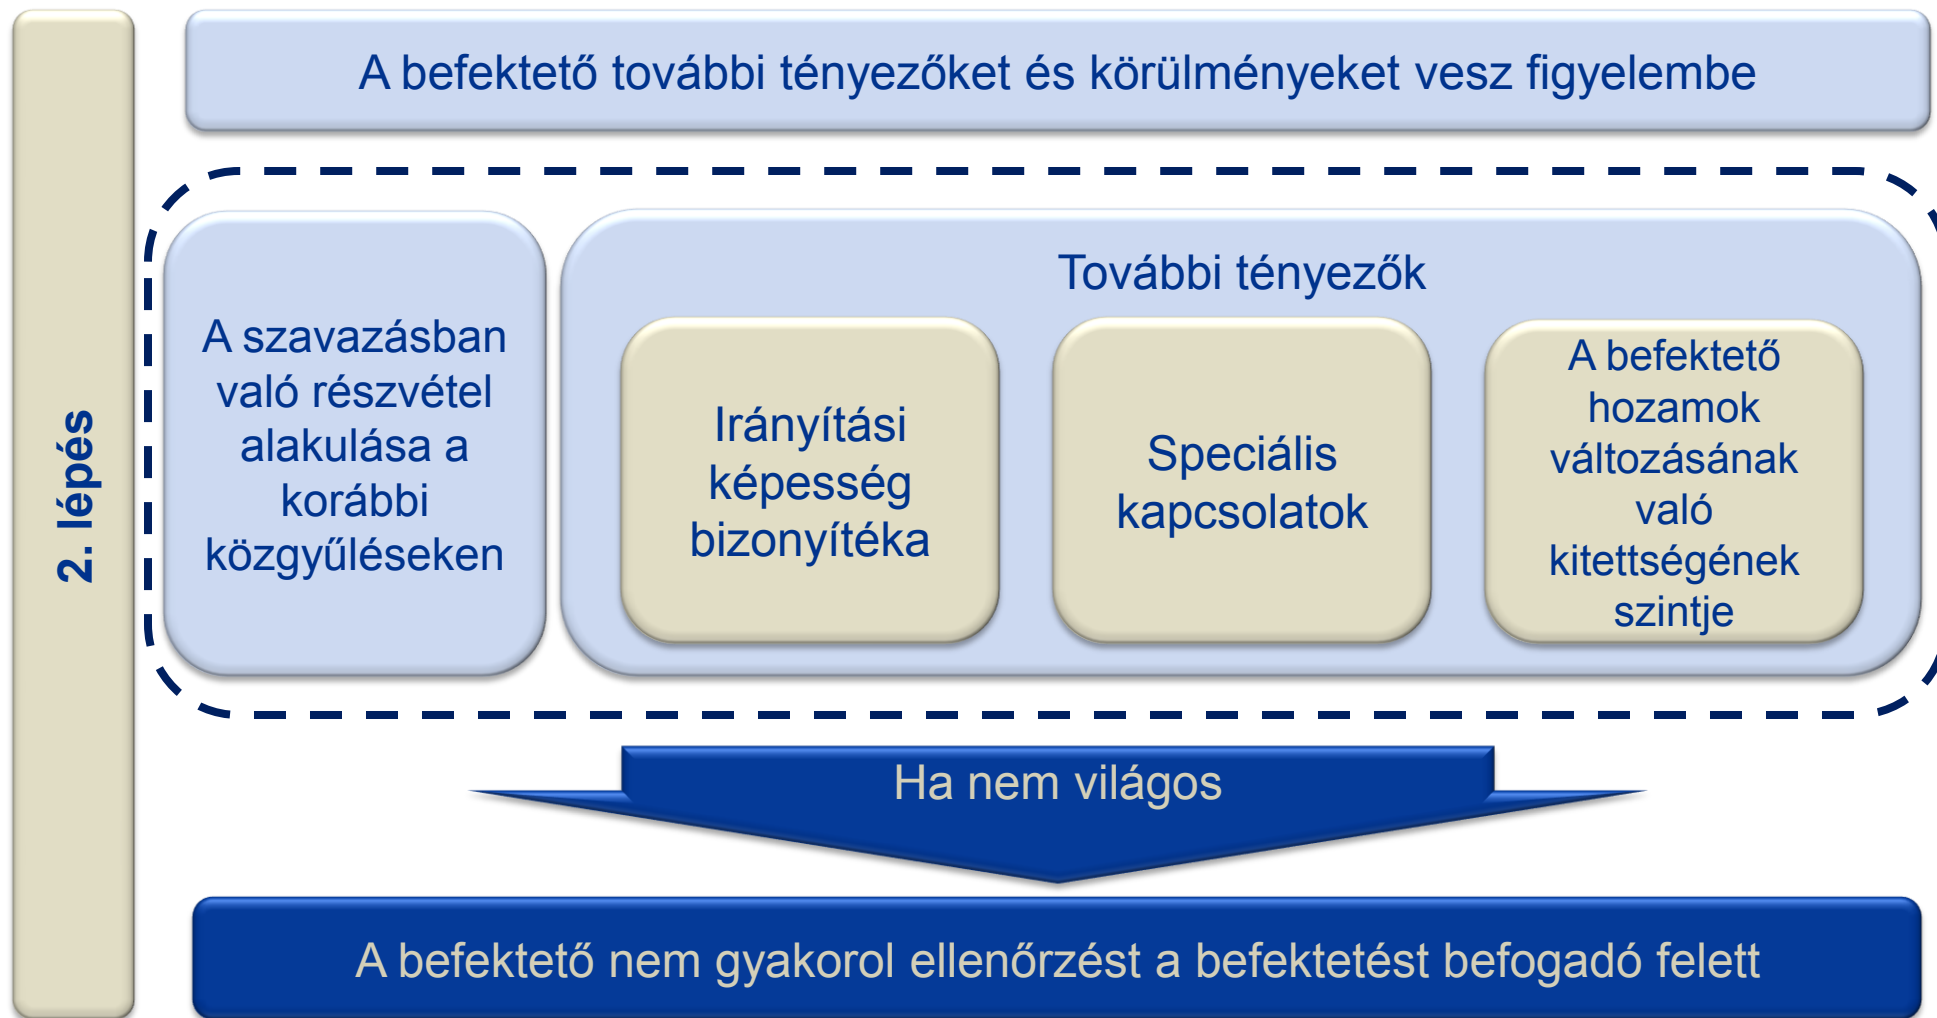 2. lépés
A befektető további tényezőket és körülményeket vesz figyelembe
A szavazásban
való részvétel
alakulása a
korábbi
közgyűléseken
További tényezők
Irányítási
képesség
bizonyítéka
Speciális
kapcsolatok
A befektető
hozamok
változásának
való
kitettségének
szintje
Ha nem világos
A befektető nem gyakorol ellenőrzést a befektetést befogadó felett